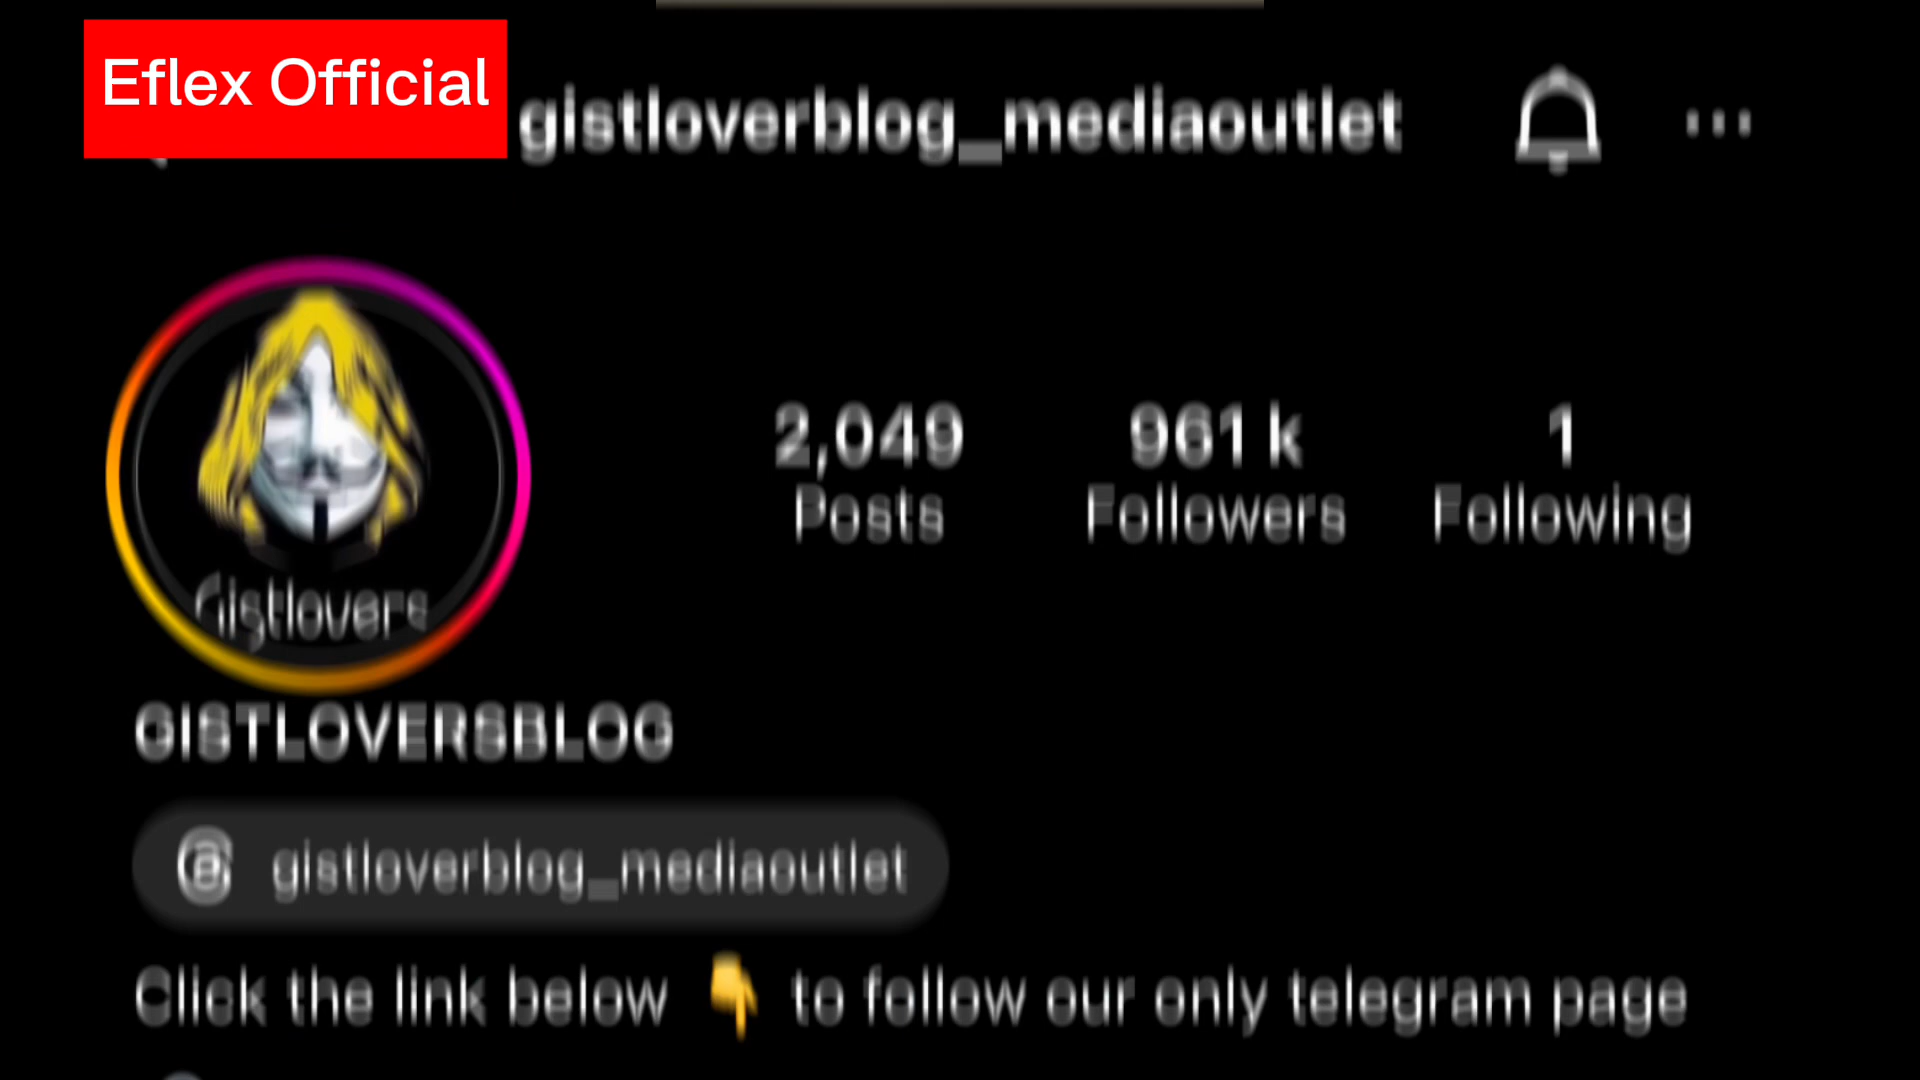 Eflex Official
gistloverblog_mediaoutlet
2,049
961 k
1
Posts
Followers
Following
Gistlovers
GISTLOVERSBLOG
@ gistloverblog_mediaoutlet
Click the link below 👇 to follow our only telegram page